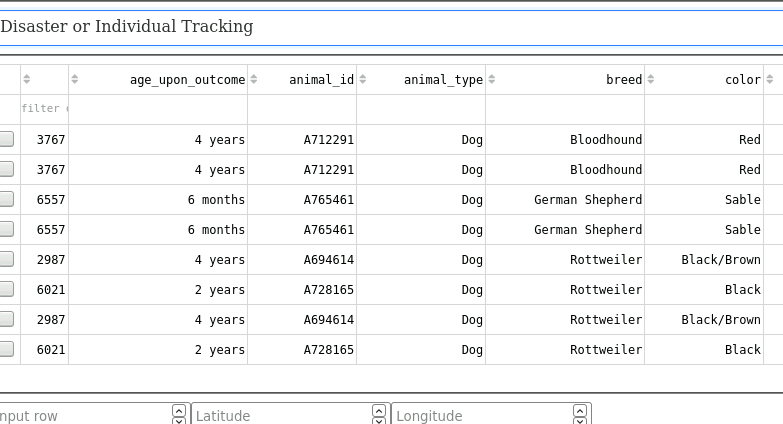 Disaster or Individual Tracking
age_upon_outcome animal_id animal_type breed color
filter
3767 4 years A712291 Dog Bloodhound Red
3767 4 years A712291 Dog Bloodhound Red
6557 6 months A765461 Dog German Shepherd Sable
6557 6 months A765461 Dog German Shepherd Sable
2987 4 years A694614 Dog Rottweiler Black/Brown
6021 2 years A728165 Dog Rottweiler Black
2987 4 years A694614 Dog Rottweiler Black/Brown
6021 2 years A728165 Dog Rottweiler Black
nput row Latitude Longitude